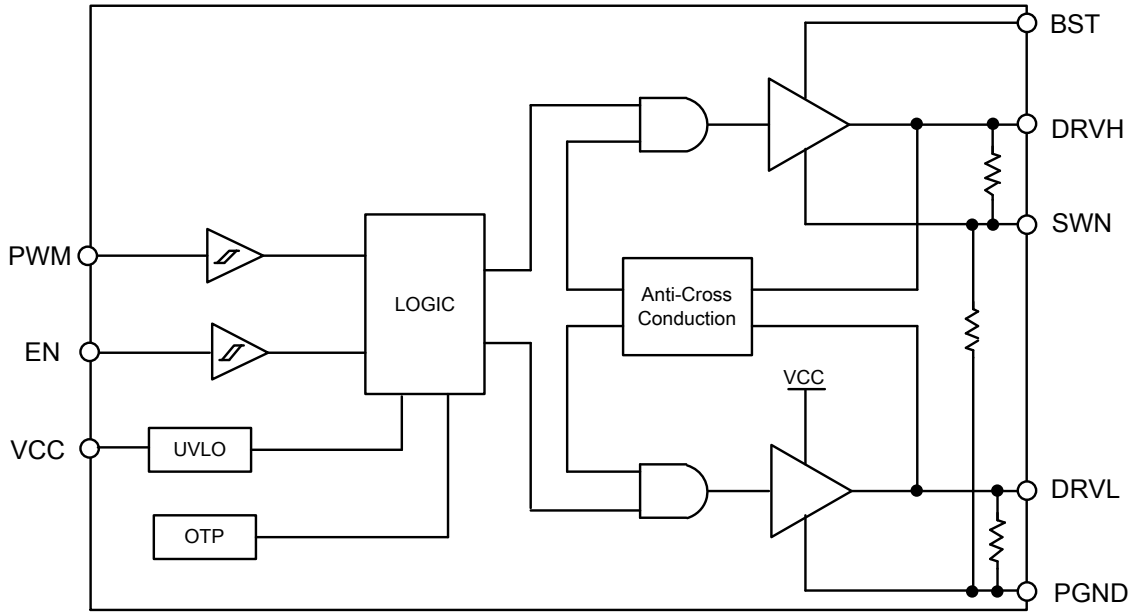 BST
DRVH
SWN
PWM
LOGIC
Anti-Cross
Conduction
EN
VCC
VCC
UVLO
DRVL
OTP
PGND